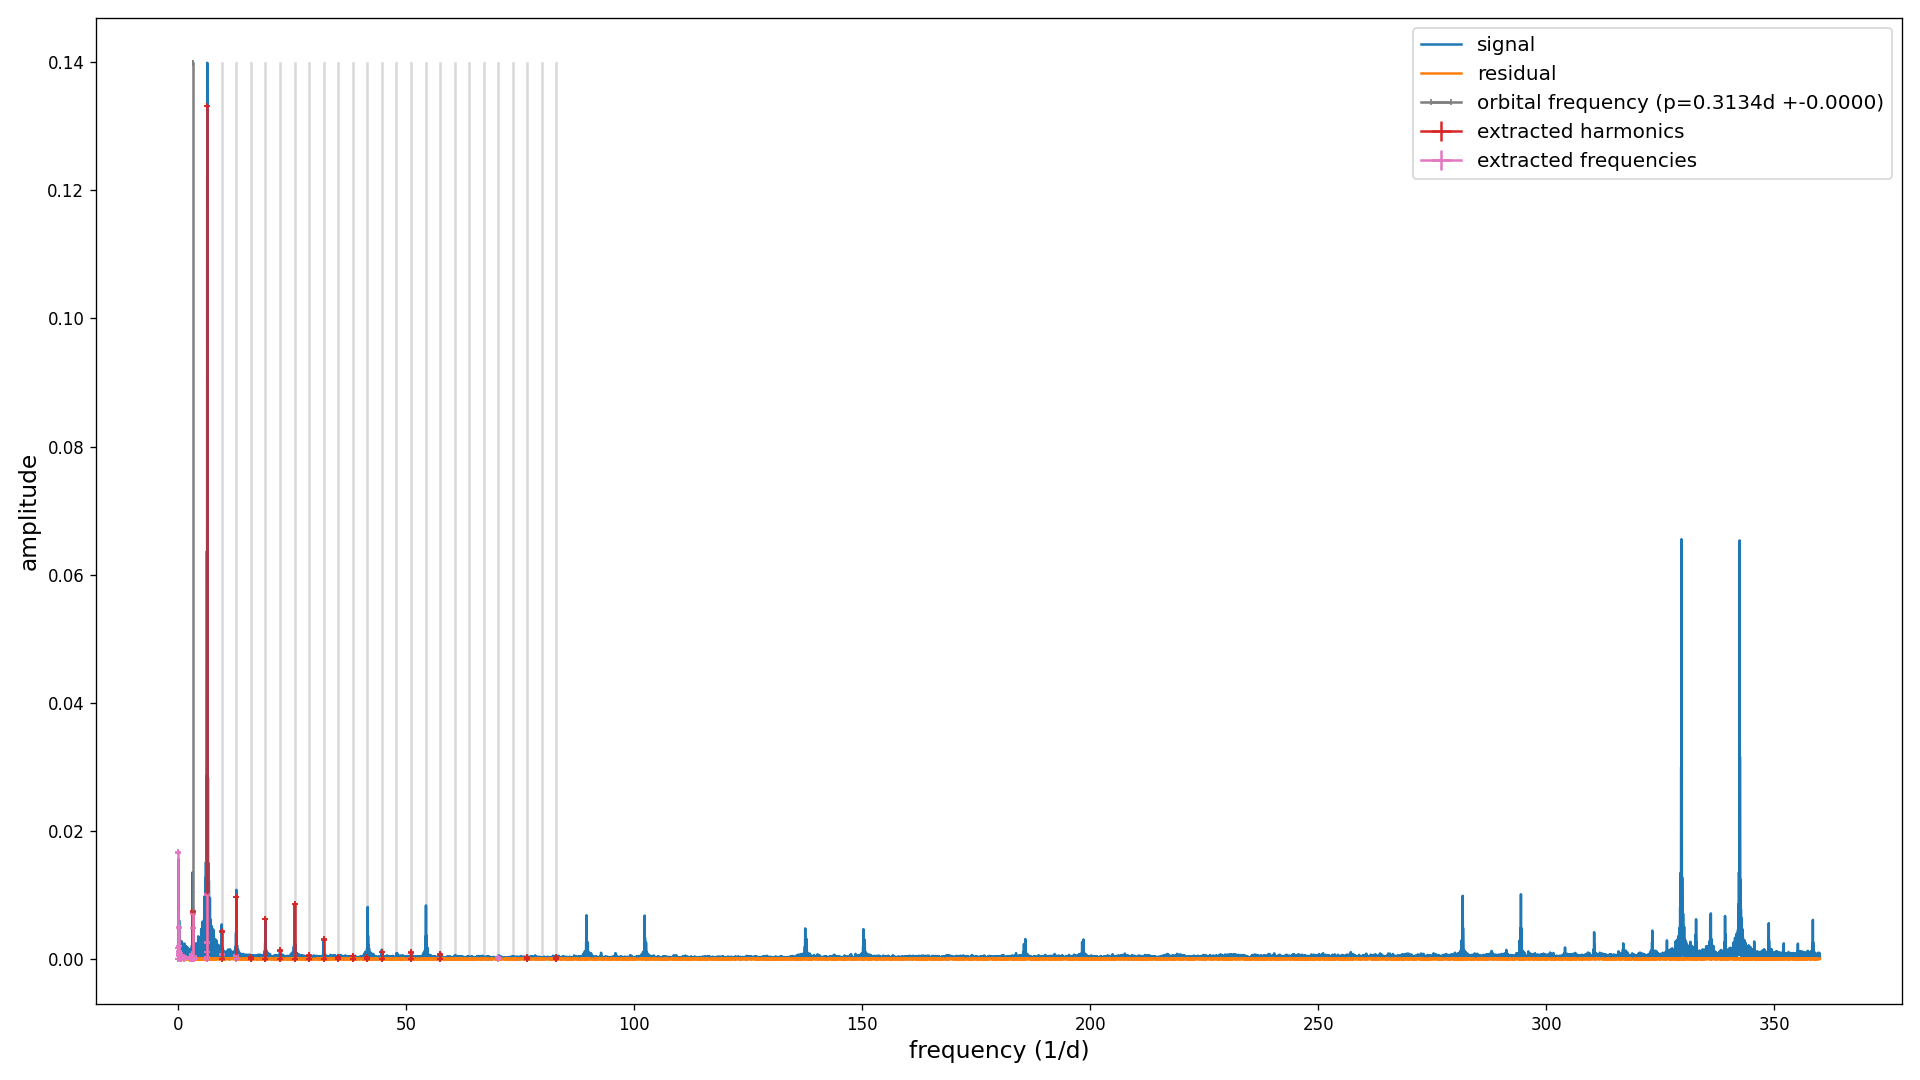 signal
residual
orbital frequency (p=0.3134d +-0.0000)
extracted harmonics
extracted frequencies
amplitude
0.14
0.12
0.10
0.08
0.06
0.04
0.02
0.00
0 50 100 150 200 250 300 350
frequency (1/d)